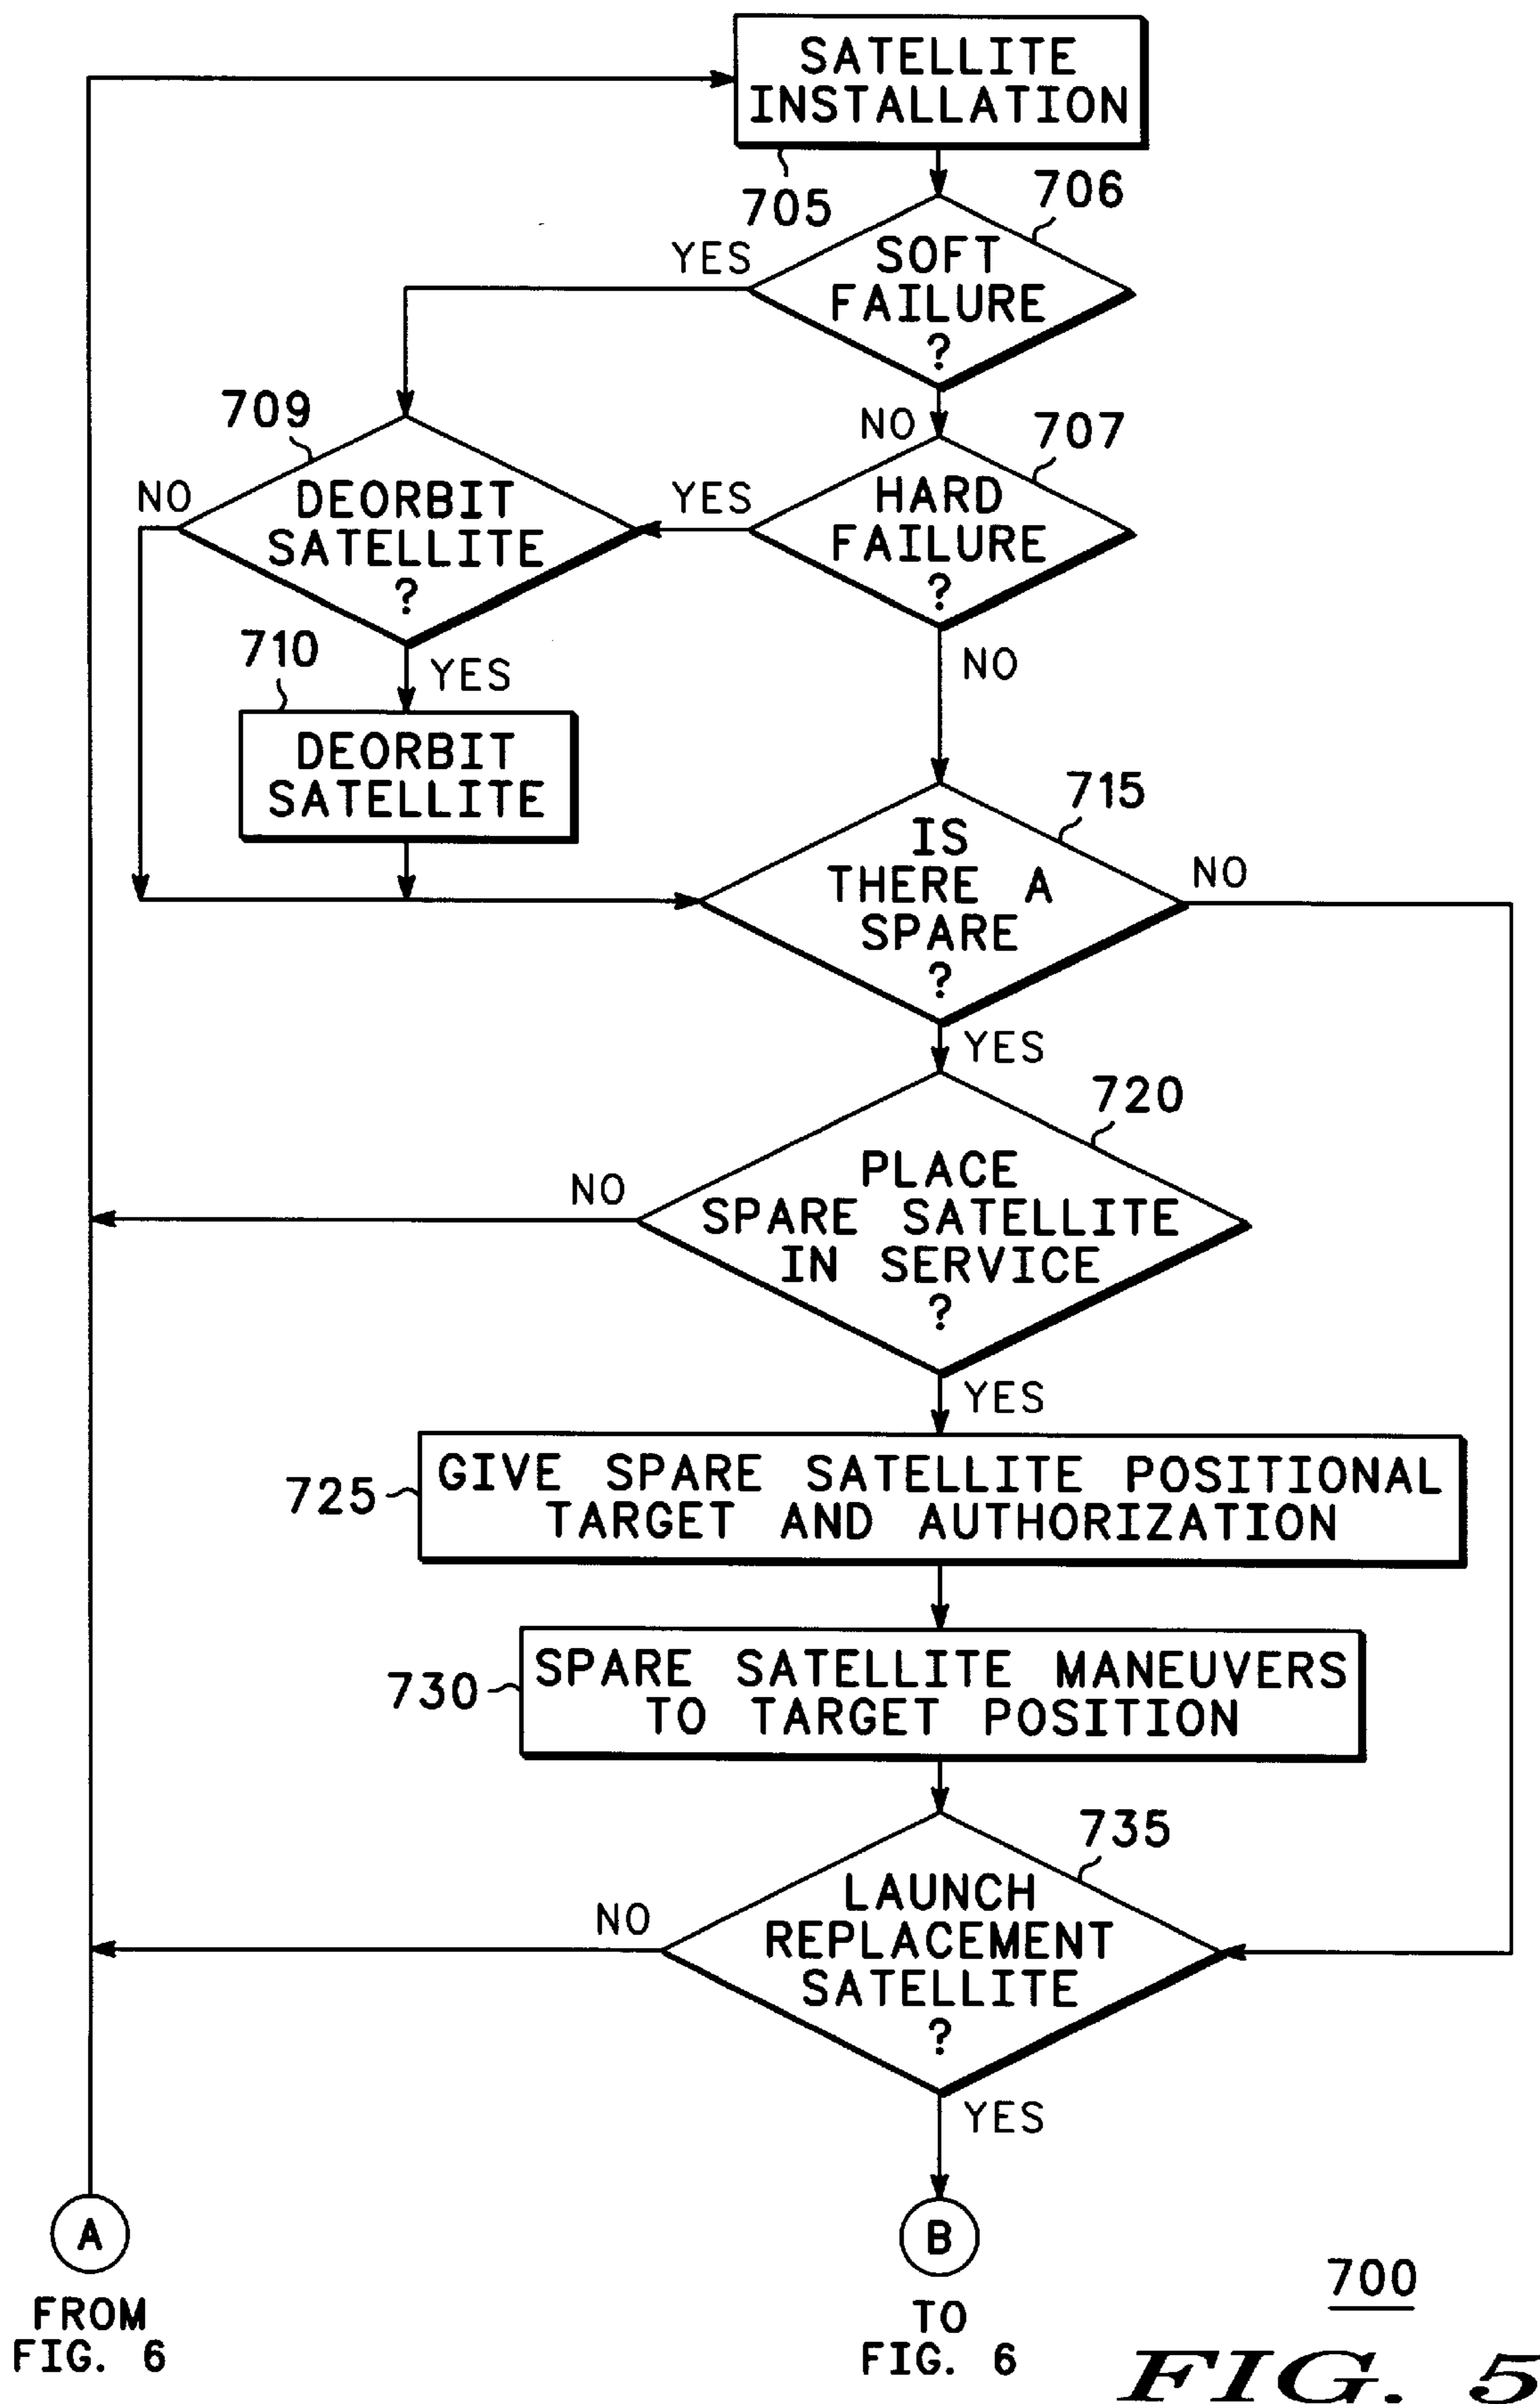 SATELLITE
INSTALLATION
705
706
YES
SOFT
FAILURE
?
NO
709
707
NO
DEORBIT
SATELLITE
?
YES
HARD
FAILURE
?
710
YES
NO
DEORBIT
SATELLITE
715
IS
THERE A
SPARE
?
NO
YES
720
NO
PLACE
SPARE SATELLITE
IN SERVICE
?
YES
725
GIVE SPARE SATELLITE POSITIONAL
TARGET AND AUTHORIZATION
730
SPARE SATELLITE MANEUVERS
TO TARGET POSITION
735
NO
LAUNCH
REPLACEMENT
SATELLITE
?
YES
A
FROM
FIG. 6
B
TO
FIG. 6
700
FIG. 5